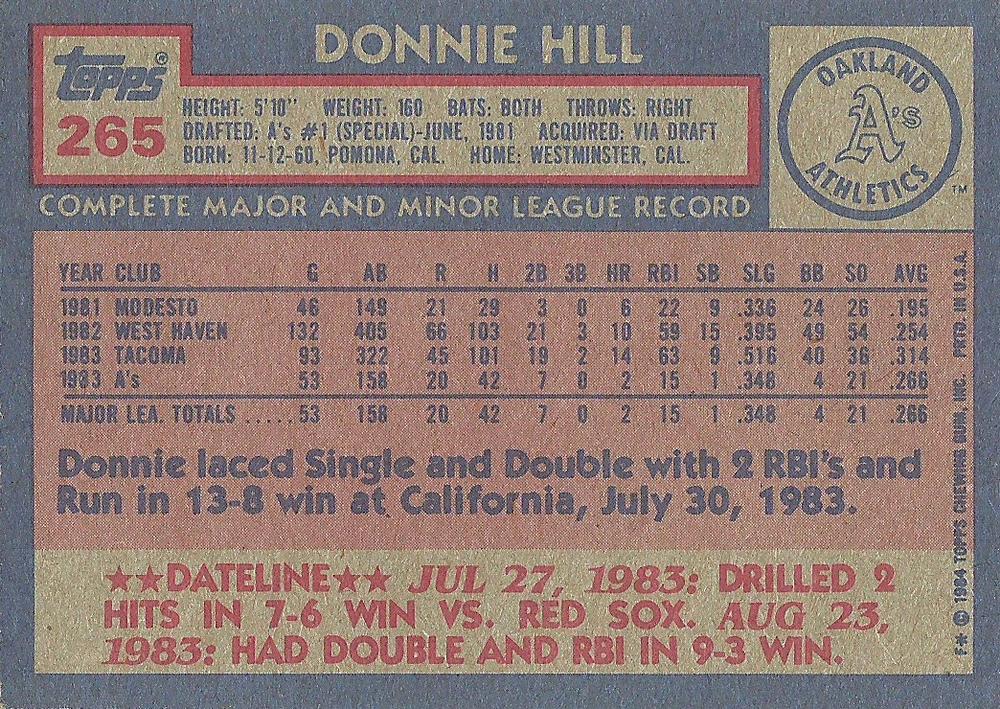 DONNIE HILL
Topps®
265
HEIGHT: 5'10" WEIGHT: 160 BATS: BOTH THROWS: RIGHT
DRAFTED: A's #1 (SPECIAL)-JUNE, 1981 ACQUIRED: VIA DRAFT
BORN: 11-12-60, POMONA, CAL. HOME: WESTMINSTER, CAL.
OAKLAND
A's
ATHLETICS
TM
COMPLETE MAJOR AND MINOR LEAGUE RECORD
YEAR CLUB G AB R H 2B 3B HR RBI SB SLG BB SO AVG
1981 MODESTO 46 149 21 29 3 0 6 22 9 .336 24 26 .195
1982 WEST HAVEN 132 405 66 103 21 3 10 59 15 .395 49 54 .254
1983 TACOMA 93 322 45 101 19 2 14 63 9 .516 40 36 .314
1983 A's 53 158 20 42 7 0 2 15 1 .348 4 21 .266
MAJOR LEA. TOTALS ..... 53 158 20 42 7 0 2 15 1 .348 4 21 .266
Donnie laced Single and Double with 2 RBI's and
Run in 13-8 win at California, July 30, 1983.
★★DATELINE★★ JUL 27, 1983: DRILLED 2
HITS IN 7-6 WIN VS. RED SOX. AUG 23,
1983: HAD DOUBLE AND RBI IN 9-3 WIN.
F* © 1984 TOPPS CHEWING GUM, INC. PRTD. IN U.S.A.